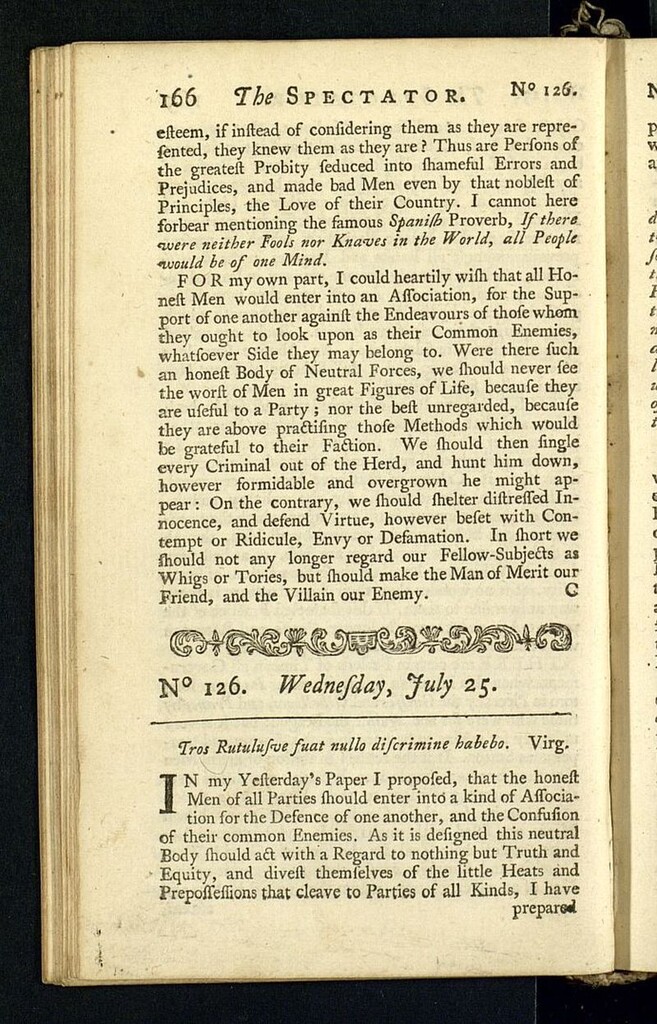 166 The SPECTATOR. Nº 126.
eſteem, if inſtead of conſidering them as they are repre-
ſented, they knew them as they are? Thus are Perſons of
the greateſt Probity ſeduced into ſhameful Errors and
Prejudices, and made bad Men even by that nobleſt of
Principles, the Love of their Country. I cannot here
forbear mentioning the famous Spaniſh Proverb, If there
were neither Fools nor Knaves in the World, all People
would be of one Mind.
FOR my own part, I could heartily wiſh that all Ho-
neſt Men would enter into an Aſſociation, for the Sup-
port of one another againſt the Endeavours of thoſe whom
they ought to look upon as their Common Enemies,
whatſoever Side they may belong to. Were there ſuch
an honeſt Body of Neutral Forces, we ſhould never ſee
the worſt of Men in great Figures of Life, becauſe they
are uſeful to a Party; nor the beſt unregarded, becauſe
they are above practiſing thoſe Methods which would
be grateful to their Faction. We ſhould then ſingle
every Criminal out of the Herd, and hunt him down,
however formidable and overgrown he might ap-
pear: On the contrary, we ſhould ſhelter diſtreſſed In-
nocence, and defend Virtue, however beſet with Con-
tempt or Ridicule, Envy or Defamation. In ſhort we
ſhould not any longer regard our Fellow-Subjects as
Whigs or Tories, but ſhould make the Man of Merit our
Friend, and the Villain our Enemy. C
Nº 126. Wedneſday, July 25.
Tros Rutuluſve fuat nullo diſcrimine habebo. Virg.
IN my Yeſterday's Paper I propoſed, that the honeſt
Men of all Parties ſhould enter into a kind of Aſſocia-
tion for the Defence of one another, and the Confuſion
of their common Enemies. As it is deſigned this neutral
Body ſhould act with a Regard to nothing but Truth and
Equity, and diveſt themſelves of the little Heats and
Prepoſſeſſions that cleave to Parties of all Kinds, I have
prepared